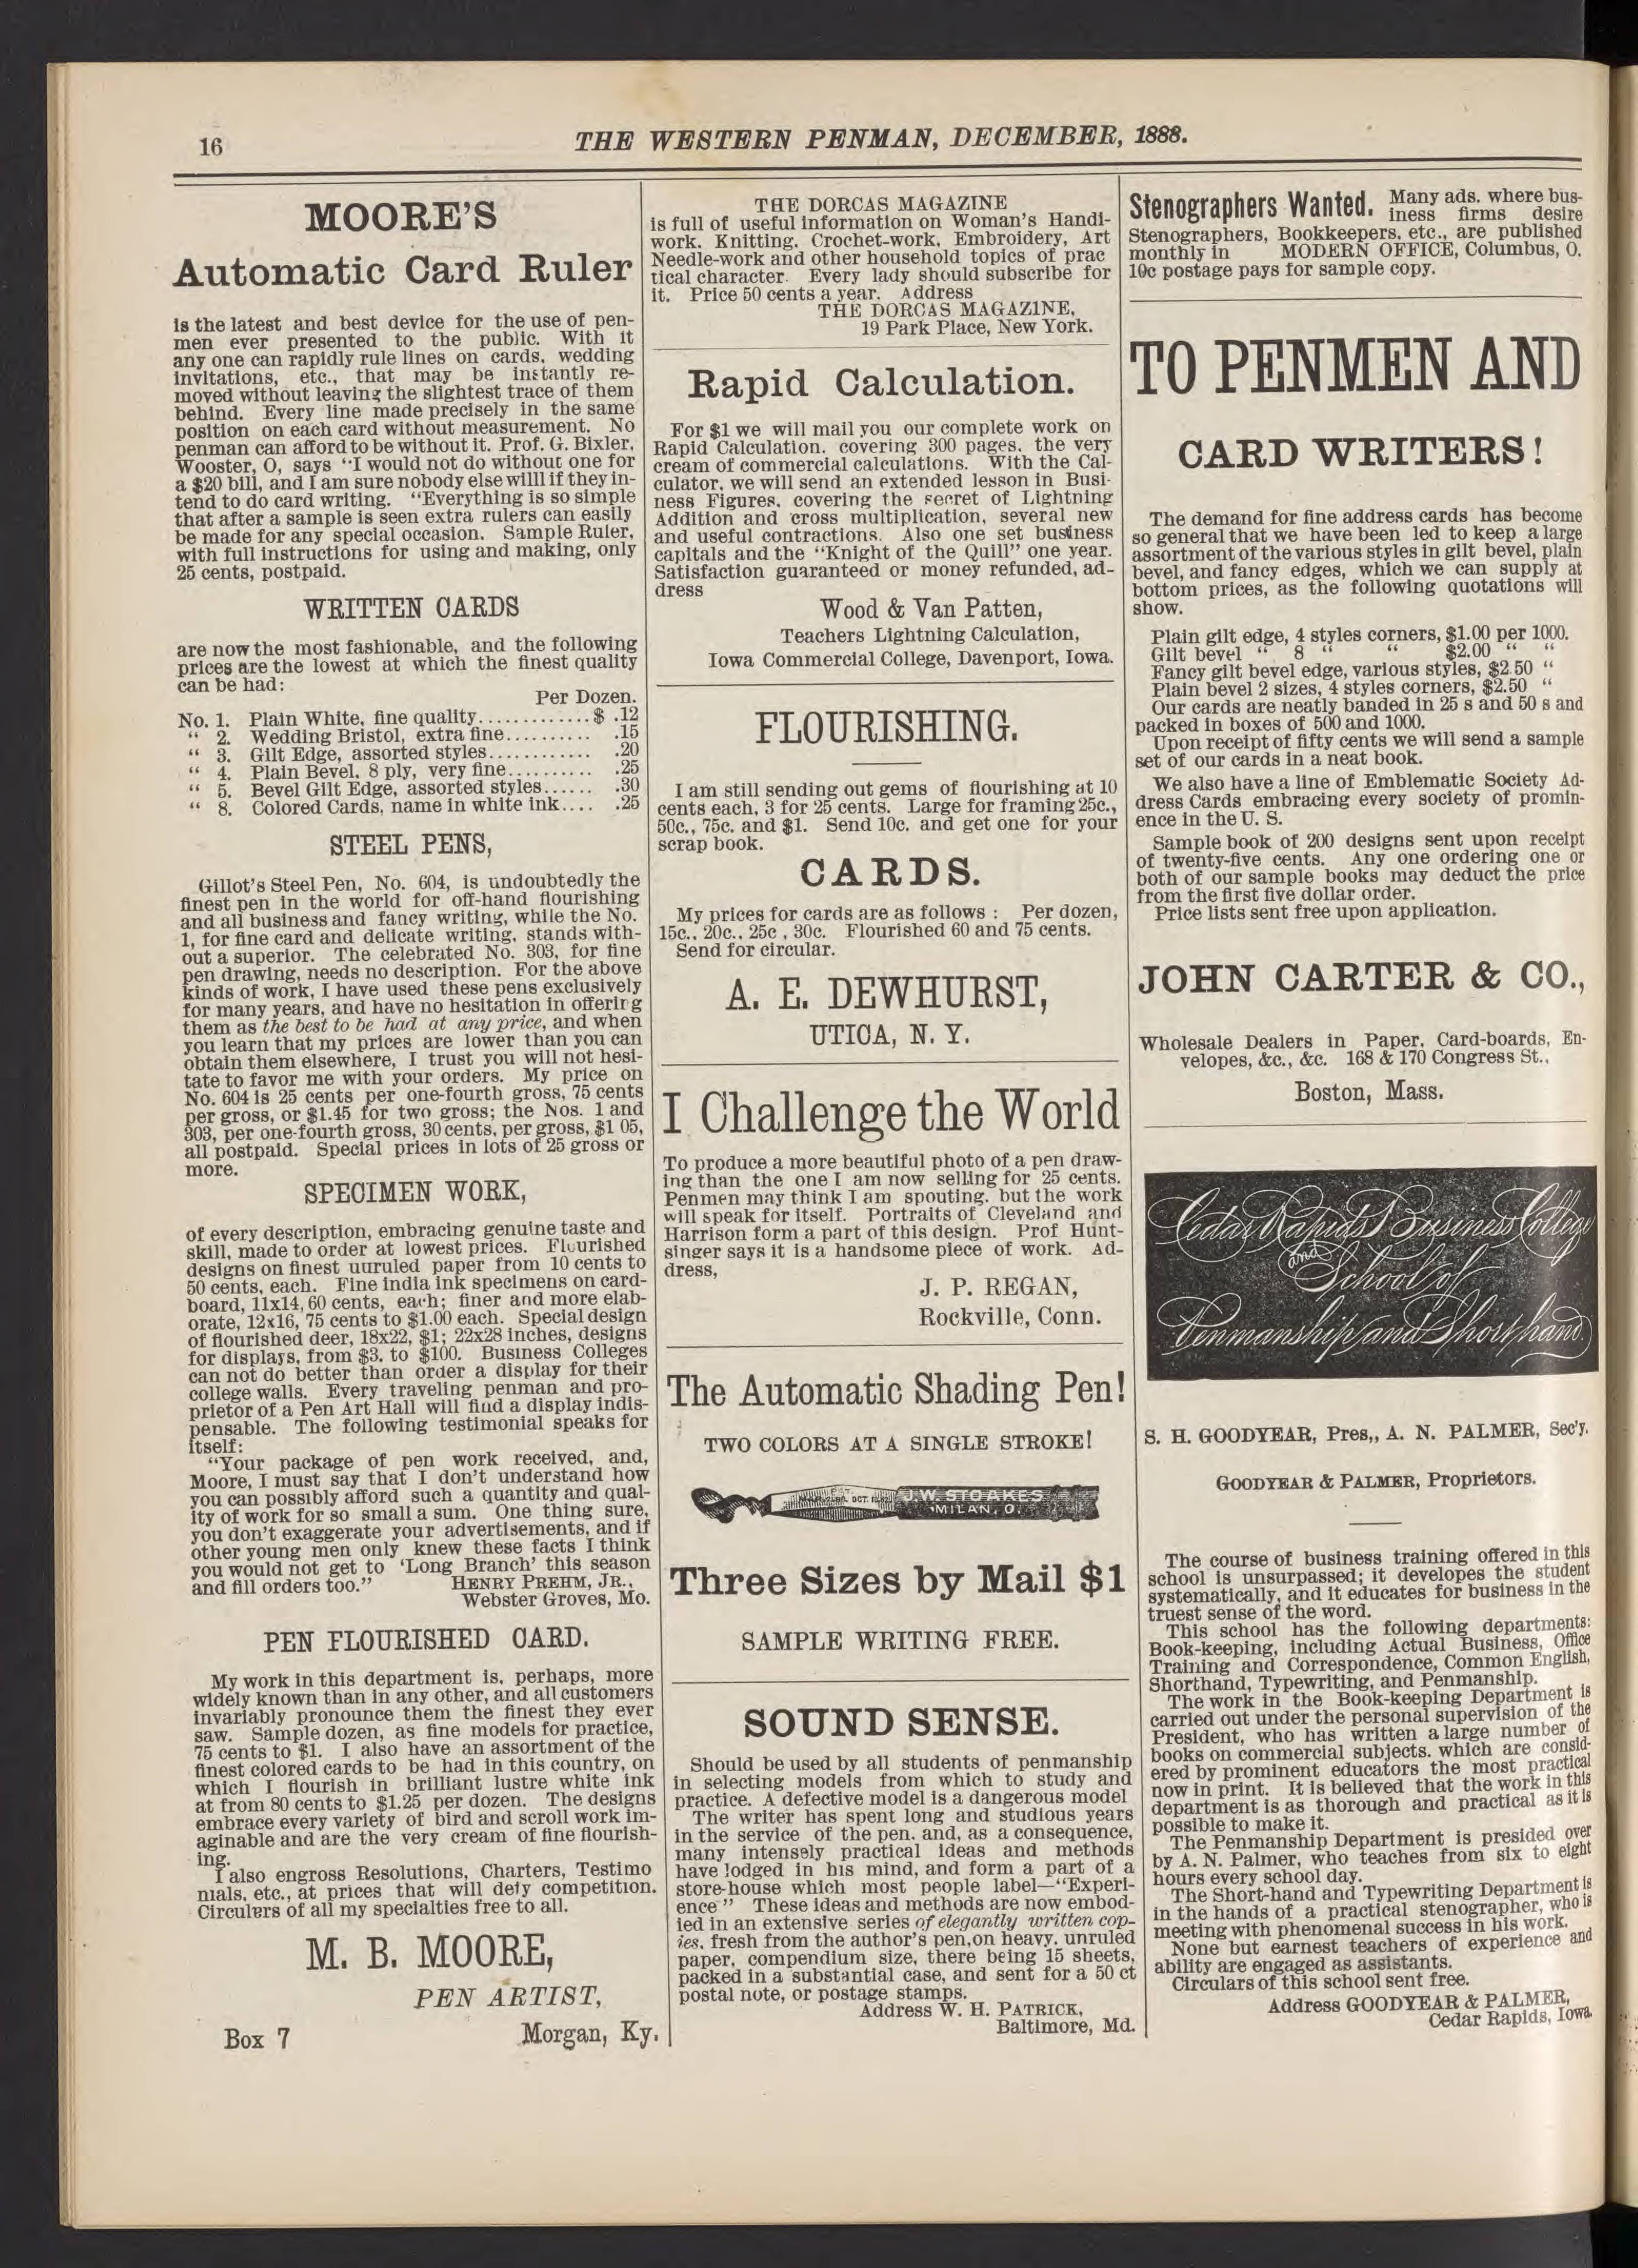 16
THE WESTERN PENMAN, DECEMBER, 1888.
MOORE'S
Automatic Card Ruler
is the latest and best device for the use of pen-
men ever presented to the public. With it
any one can rapidly rule lines on cards, wedding
invitations, etc., that may be instantly re-
moved without leaving the slightest trace of them
behind. Every line made precisely in the same
position on each card without measurement. No
penman can afford to be without it. Prof. G. Bixler,
Wooster, O, says "I would not do without one for
a $20 bill, and I am sure nobody else willl if they in-
tend to do card writing. "Everything is so simple
that after a sample is seen extra rulers can easily
be made for any special occasion. Sample Ruler,
with full instructions for using and making, only
25 cents, postpaid.
WRITTEN CARDS
are now the most fashionable, and the following
prices are the lowest at which the finest quality
can be had:
Per Dozen.
No. 1. Plain White, fine quality.............$ .12
" 2. Wedding Bristol, extra fine.......... .15
" 3. Gilt Edge, assorted styles............ .20
" 4. Plain Bevel, 8 ply, very fine.......... .25
" 5. Bevel Gilt Edge, assorted styles...... .30
" 8. Colored Cards, name in white ink.... .25
STEEL PENS,
Gillot's Steel Pen, No. 604, is undoubtedly the
finest pen in the world for off-hand flourishing
and all business and fancy writing, while the No.
1, for fine card and delicate writing, stands with-
out a superior. The celebrated No. 303, for fine
pen drawing, needs no description. For the above
kinds of work, I have used these pens exclusively
for many years, and have no hesitation in offering
them as the best to be had at any price, and when
you learn that my prices are lower than you can
obtain them elsewhere, I trust you will not hesi-
tate to favor me with your orders. My price on
No. 604 is 25 cents per one-fourth gross, 75 cents
per gross, or $1.45 for two gross; the Nos. 1 and
303, per one-fourth gross, 30 cents, per gross, $1 05,
all postpaid. Special prices in lots of 25 gross or
more.
SPECIMEN WORK,
of every description, embracing genuine taste and
skill, made to order at lowest prices. Flourished
designs on finest uuruled paper from 10 cents to
50 cents, each. Fine India ink specimens on card-
board, 11x14, 60 cents, each; finer and more elab-
orate, 12x16, 75 cents to $1.00 each. Special design
of flourished deer, 18x22, $1; 22x28 inches, designs
for displays, from $3. to $100. Business Colleges
can not do better than order a display for their
college walls. Every traveling penman and pro-
prietor of a Pen Art Hall will find a display indis-
pensable. The following testimonial speaks for
itself:
"Your package of pen work received, and,
Moore, I must say that I don't understand how
you can possibly afford such a quantity and qual-
ity of work for so small a sum. One thing sure,
you don't exaggerate your advertisements, and if
other young men only knew these facts I think
you would not get to 'Long Branch' this season
and fill orders too." HENRY PREHM, JR.,
Webster Groves, Mo.
PEN FLOURISHED CARD.
My work in this department is, perhaps, more
widely known than in any other, and all customers
invariably pronounce them the finest they ever
saw. Sample dozen, as fine models for practice,
75 cents to $1. I also have an assortment of the
finest colored cards to be had in this country, on
which I flourish in brilliant lustre white ink
at from 80 cents to $1.25 per dozen. The designs
embrace every variety of bird and scroll work im-
aginable and are the very cream of fine flourish-
ing.
I also engross Resolutions, Charters, Testimo
nials, etc., at prices that will defy competition.
Circulers of all my specialties free to all.
M. B. MOORE,
PEN ARTIST,
Box 7 Morgan, Ky.
THE DORCAS MAGAZINE
is full of useful information on Woman's Handi-
work. Knitting, Crochet-work, Embroidery, Art
Needle-work and other household topics of prac
tical character. Every lady should subscribe for
it. Price 50 cents a year. Address
THE DORCAS MAGAZINE,
19 Park Place, New York.
Rapid Calculation.
For $1 we will mail you our complete work on
Rapid Calculation, covering 300 pages, the very
cream of commercial calculations. With the Cal-
culator, we will send an extended lesson in Busi-
ness Figures, covering the secret of Lightning
Addition and cross multiplication, several new
and useful contractions. Also one set business
capitals and the "Knight of the Quill" one year.
Satisfaction guaranteed or money refunded, ad-
dress
Wood & Van Patten,
Teachers Lightning Calculation,
Iowa Commercial College, Davenport, Iowa.
FLOURISHING.
I am still sending out gems of flourishing at 10
cents each, 3 for 25 cents. Large for framing 25c.,
50c., 75c. and $1. Send 10c. and get one for your
scrap book.
CARDS.
My prices for cards are as follows : Per dozen,
15c., 20c., 25c , 30c. Flourished 60 and 75 cents.
Send for circular.
A. E. DEWHURST,
UTICA, N. Y.
I Challenge the World
To produce a more beautiful photo of a pen draw-
ing than the one I am now selling for 25 cents.
Penmen may think I am spouting, but the work
will speak for itself. Portraits of Cleveland and
Harrison form a part of this design. Prof Hunt-
singer says it is a handsome piece of work. Ad-
dress,
J. P. REGAN,
Rockville, Conn.
The Automatic Shading Pen!
TWO COLORS AT A SINGLE STROKE!
OCT. J.W. STOAKES
MILAN, O.
Three Sizes by Mail $1
SAMPLE WRITING FREE.
SOUND SENSE.
Should be used by all students of penmanship
in selecting models from which to study and
practice. A defective model is a dangerous model
The writer has spent long and studious years
in the service of the pen, and, as a consequence,
many intensely practical ideas and methods
have lodged in his mind, and form a part of a
store-house which most people label—"Experi-
ence " These ideas and methods are now embod-
ied in an extensive series of elegantly written cop-
ies, fresh from the author's pen,on heavy, unruled
paper, compendium size, there being 15 sheets,
packed in a substantial case, and sent for a 50 ct
postal note, or postage stamps.
Address W. H. PATRICK,
Baltimore, Md.
Stenographers Wanted. Many ads. where bus-
iness firms desire
Stenographers, Bookkeepers, etc., are published
monthly in MODERN OFFICE, Columbus, O.
10c postage pays for sample copy.
TO PENMEN AND
CARD WRITERS!
The demand for fine address cards has become
so general that we have been led to keep a large
assortment of the various styles in gilt bevel, plain
bevel, and fancy edges, which we can supply at
bottom prices, as the following quotations will
show.
Plain gilt edge, 4 styles corners, $1.00 per 1000.
Gilt bevel " 8 " " $2.00 " "
Fancy gilt bevel edge, various styles, $2 50 "
Plain bevel 2 sizes, 4 styles corners, $2.50 "
Our cards are neatly banded in 25 s and 50 s and
packed in boxes of 500 and 1000.
Upon receipt of fifty cents we will send a sample
set of our cards in a neat book.
We also have a line of Emblematic Society Ad-
dress Cards embracing every society of promin-
ence in the U. S.
Sample book of 200 designs sent upon receipt
of twenty-five cents. Any one ordering one or
both of our sample books may deduct the price
from the first five dollar order.
Price lists sent free upon application.
JOHN CARTER & CO.,
Wholesale Dealers in Paper, Card-boards, En-
velopes, &c., &c. 168 & 170 Congress St.,
Boston, Mass.
Cedar Rapids Business College
and
School of
Penmanship and Shorthand.
S. H. GOODYEAR, Pres,, A. N. PALMER, Sec'y.
GOODYEAR & PALMER, Proprietors.
The course of business training offered in this
school is unsurpassed; it developes the student
systematically, and it educates for business in the
truest sense of the word.
This school has the following departments:
Book-keeping, including Actual Business, Office
Training and Correspondence, Common English,
Shorthand, Typewriting, and Penmanship.
The work in the Book-keeping Department is
carried out under the personal supervision of the
President, who has written a large number of
books on commercial subjects, which are consid-
ered by prominent educators the most practical
now in print. It is believed that the work in this
department is as thorough and practical as it is
possible to make it.
The Penmanship Department is presided over
by A. N. Palmer, who teaches from six to eight
hours every school day.
The Short-hand and Typewriting Department is
in the hands of a practical stenographer, who is
meeting with phenomenal success in his work.
None but earnest teachers of experience and
ability are engaged as assistants.
Circulars of this school sent free.
Address GOODYEAR & PALMER,
Cedar Rapids, Iowa.